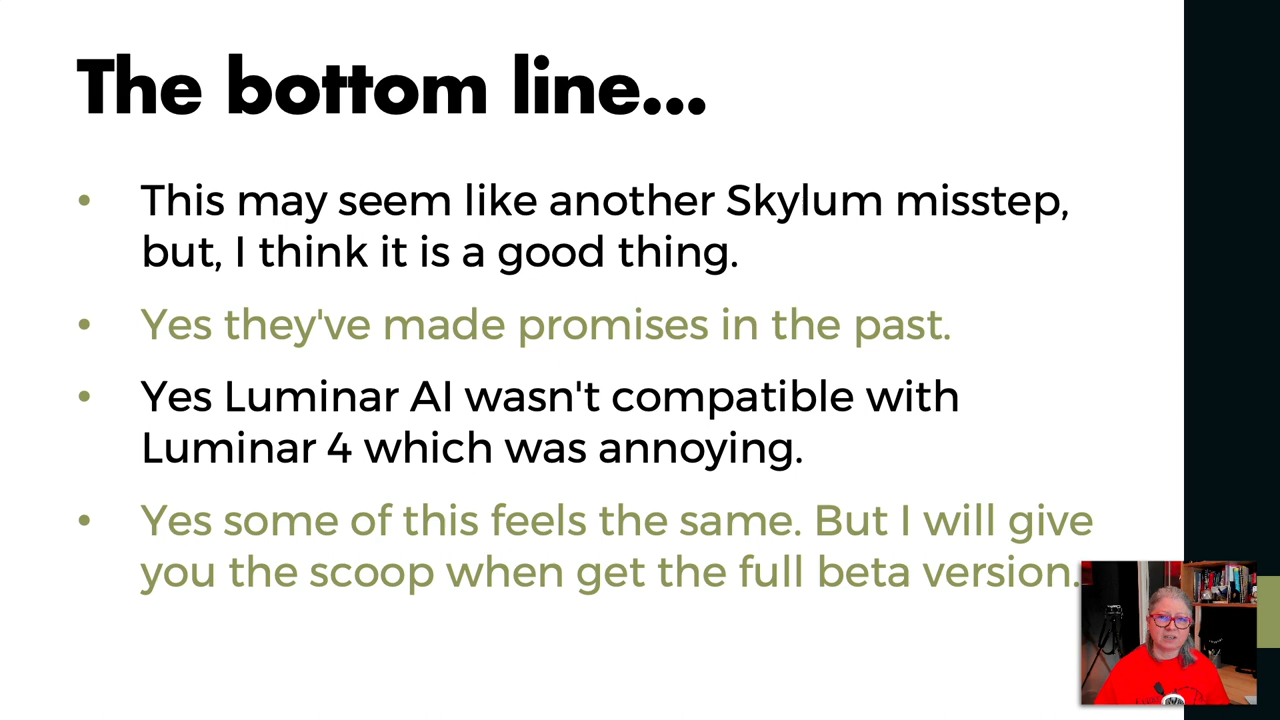 The bottom line...
• This may seem like another Skylum misstep,
but, I think it is a good thing.
• Yes they've made promises in the past.
• Yes Luminar AI wasn't compatible with
Luminar 4 which was annoying.
• Yes some of this feels the same. But I will give
you the scoop when get the full beta version.